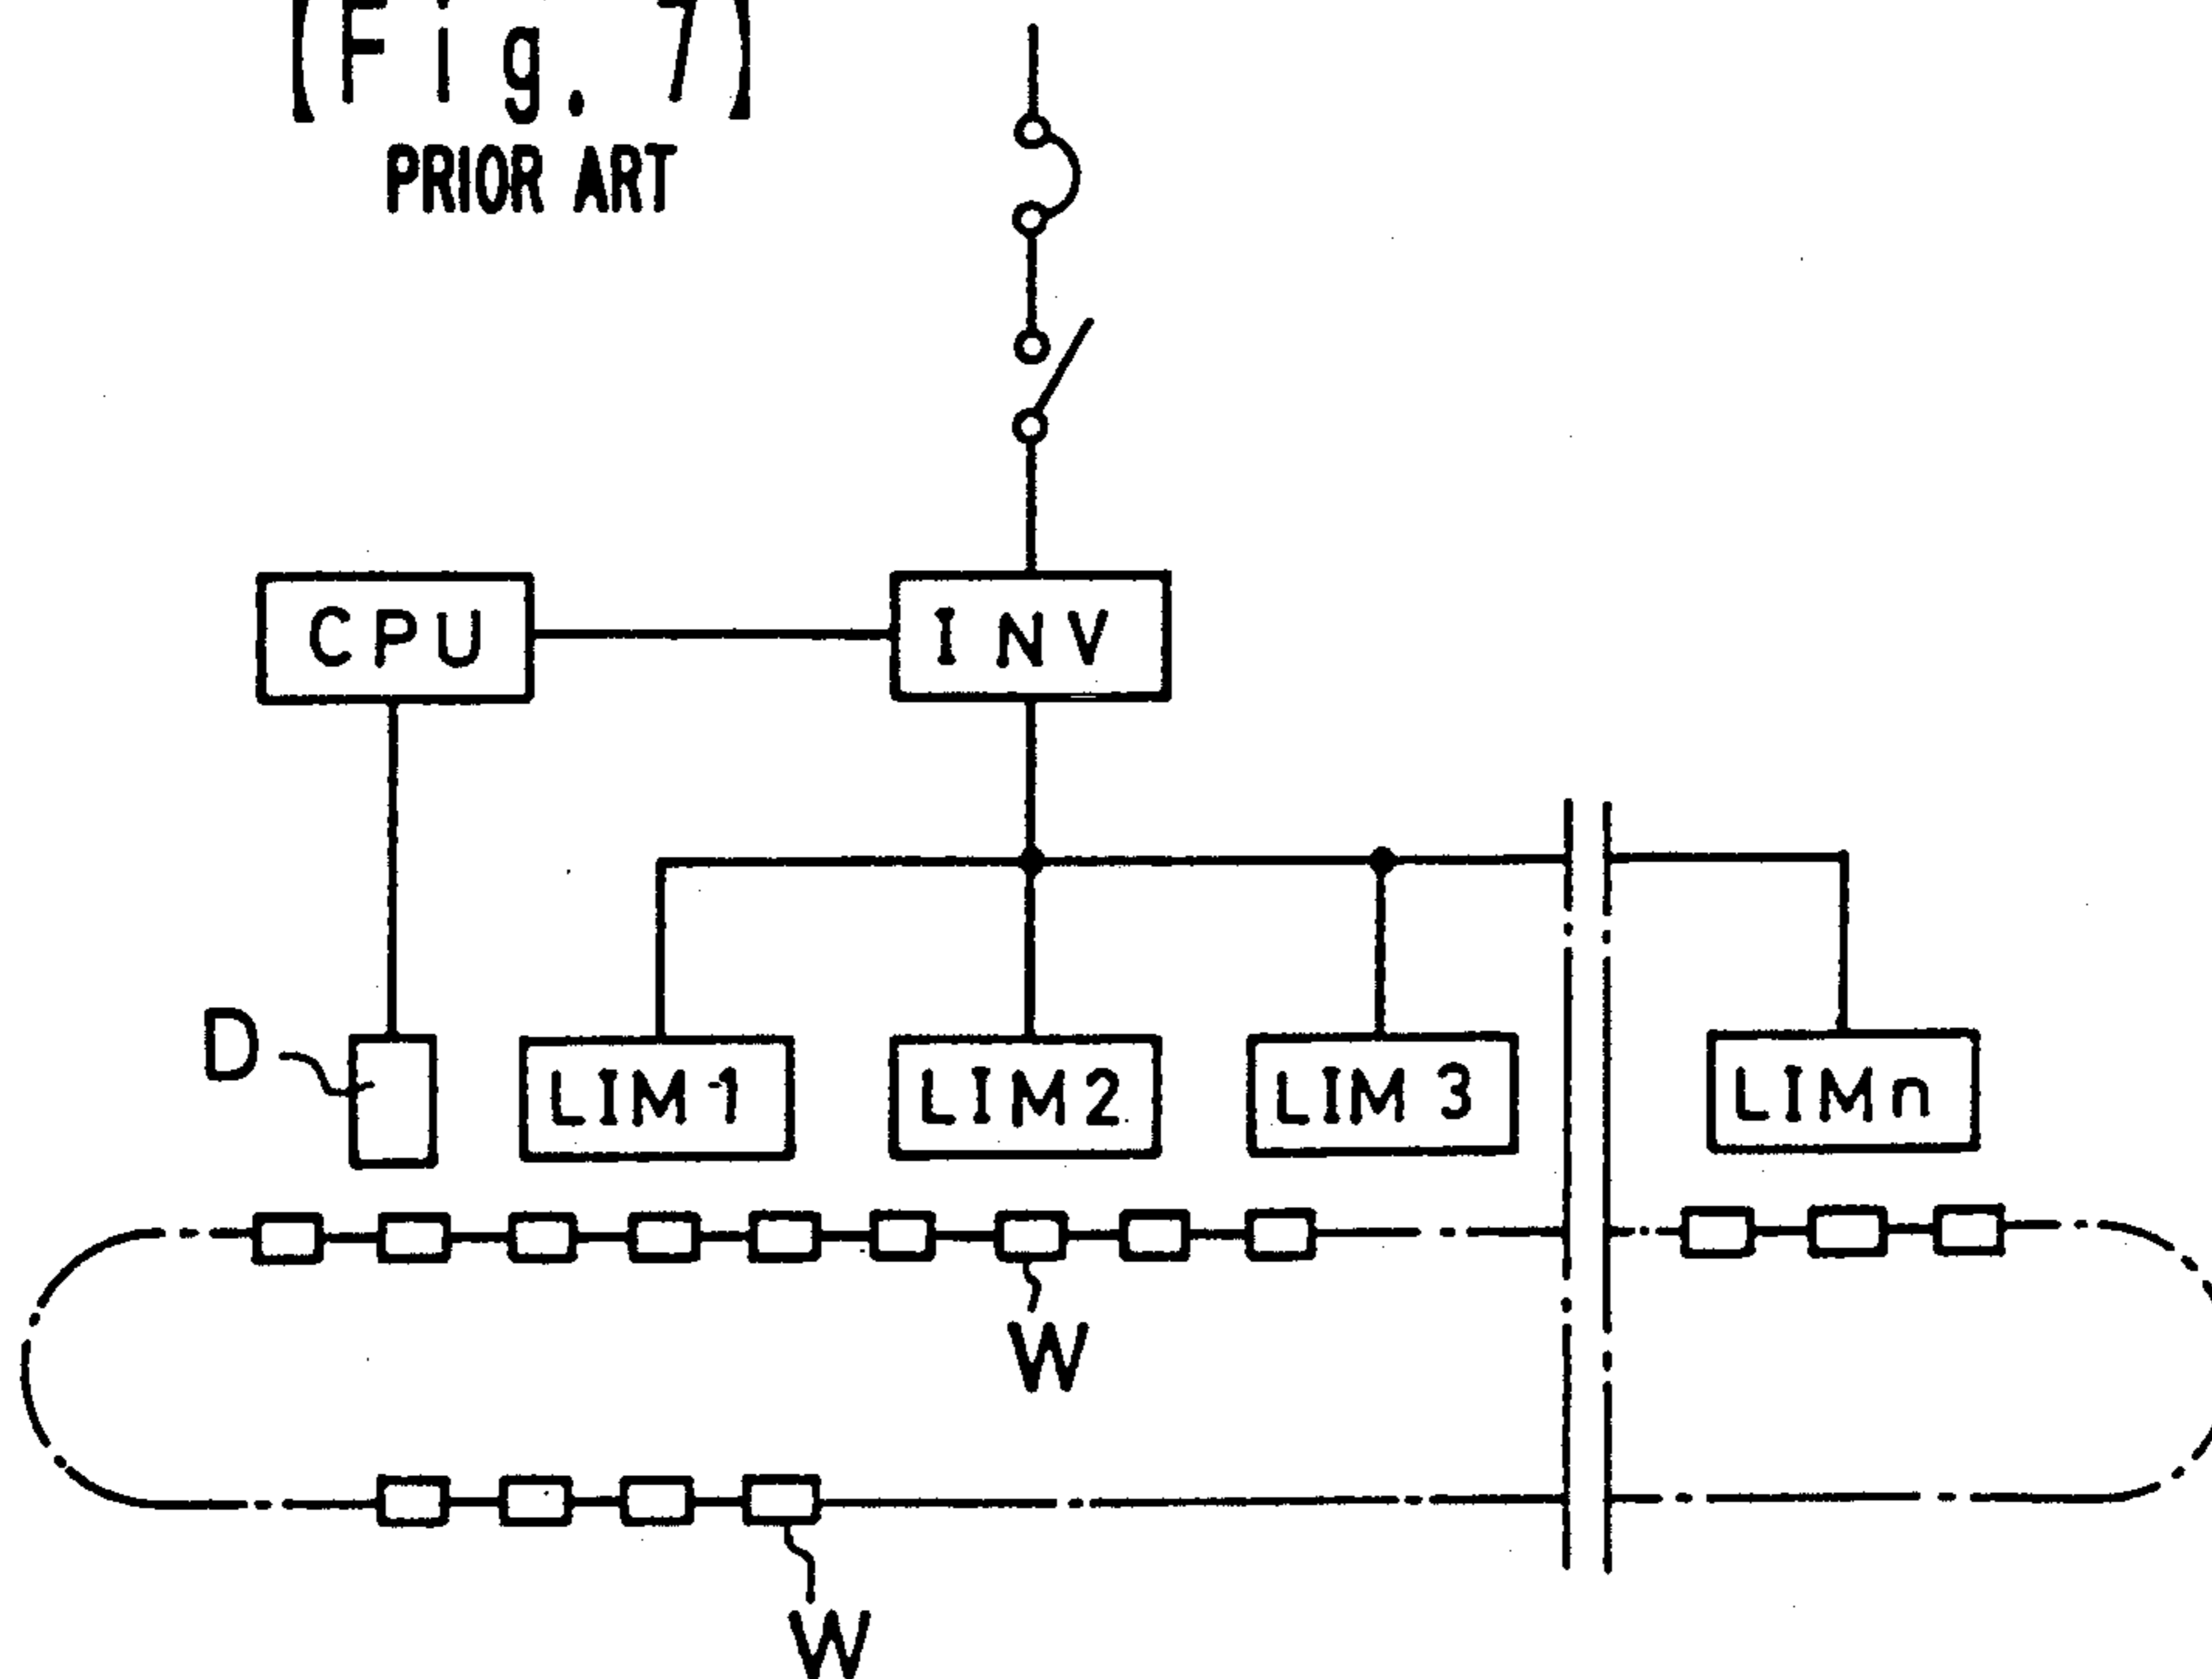 (Fig. 7)
PRIOR ART
CPU
INV
D
LIM1
LIM2
LIM3
LIMn
W
W